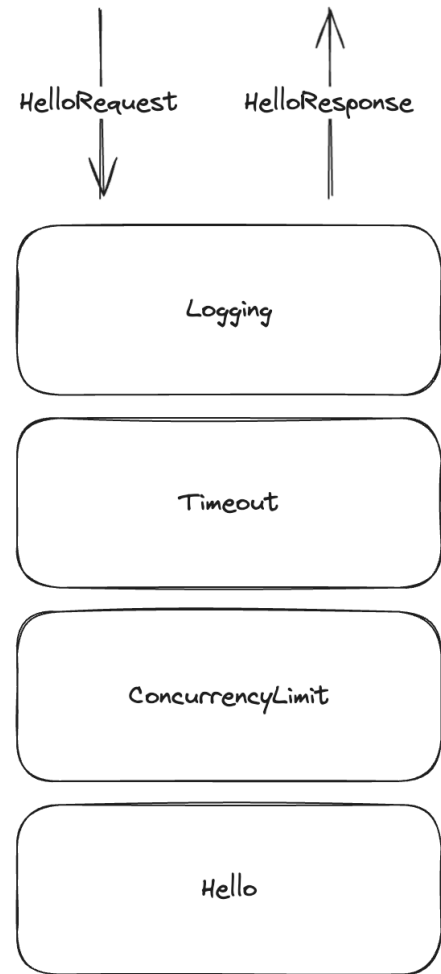 HelloRequest
HelloResponse
Logging
Timeout
ConcurrencyLimit
Hello